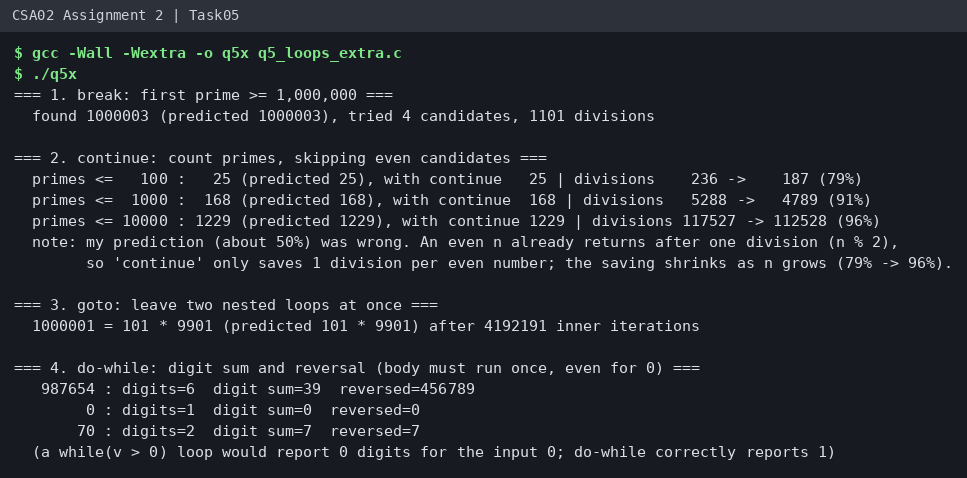 CSA02 Assignment 2 | Task05
$ gcc -Wall -Wextra -o q5x q5_loops_extra.c
$ ./q5x
=== 1. break: first prime >= 1,000,000 ===
  found 1000003 (predicted 1000003), tried 4 candidates, 1101 divisions

=== 2. continue: count primes, skipping even candidates ===
  primes <=   100 :   25 (predicted 25), with continue   25 | divisions    236 ->    187 (79%)
  primes <=  1000 :  168 (predicted 168), with continue  168 | divisions   5288 ->   4789 (91%)
  primes <= 10000 : 1229 (predicted 1229), with continue 1229 | divisions 117527 -> 112528 (96%)
  note: my prediction (about 50%) was wrong. An even n already returns after one division (n % 2),
        so 'continue' only saves 1 division per even number; the saving shrinks as n grows (79% -> 96%).

=== 3. goto: leave two nested loops at once ===
  1000001 = 101 * 9901 (predicted 101 * 9901) after 4192191 inner iterations

=== 4. do-while: digit sum and reversal (body must run once, even for 0) ===
   987654 : digits=6  digit sum=39  reversed=456789
        0 : digits=1  digit sum=0  reversed=0
       70 : digits=2  digit sum=7  reversed=7
  (a while(v > 0) loop would report 0 digits for the input 0; do-while correctly reports 1)